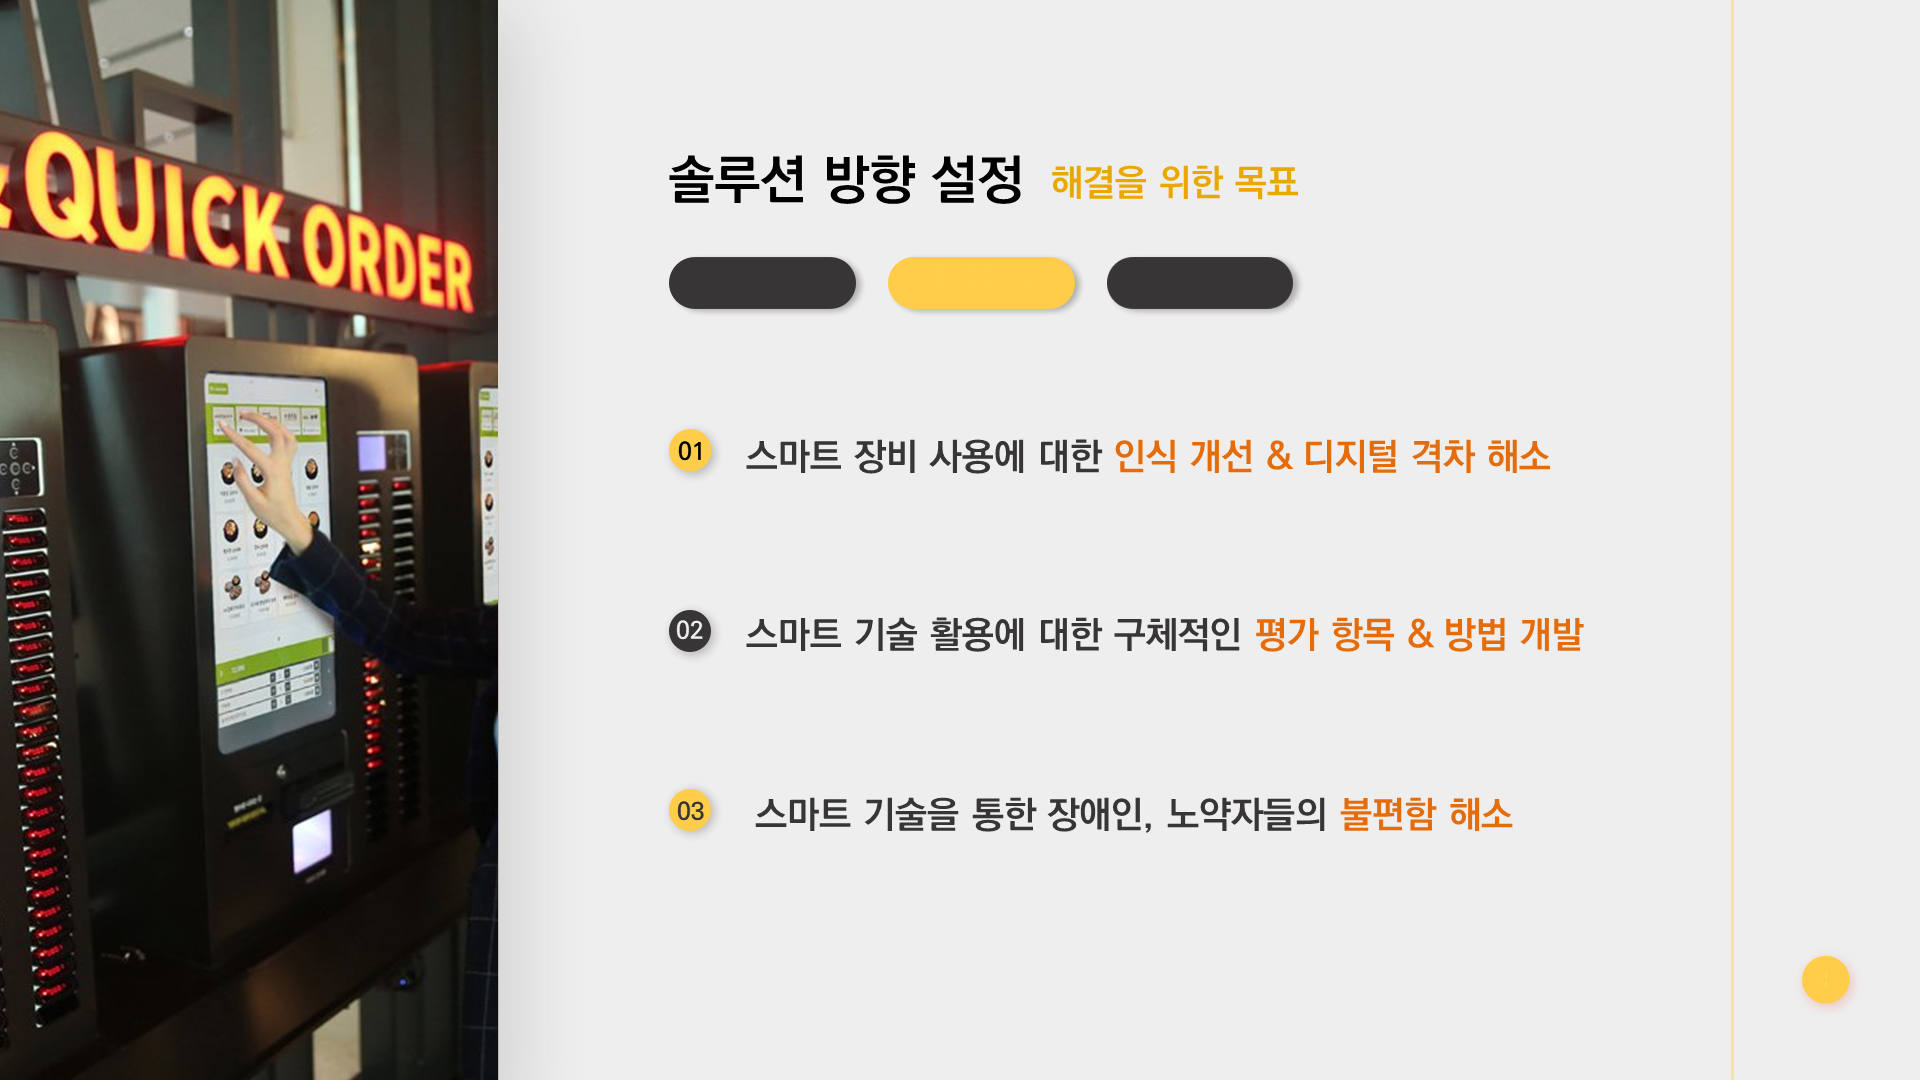 QUICK ORDER
솔루션 방향 설정 해결을 위한 목표
01 스마트 장비 사용에 대한 인식 개선 & 디지털 격차 해소
02 스마트 기술 활용에 대한 구체적인 평가 항목 & 방법 개발
03 스마트 기술을 통한 장애인, 노약자들의 불편함 해소